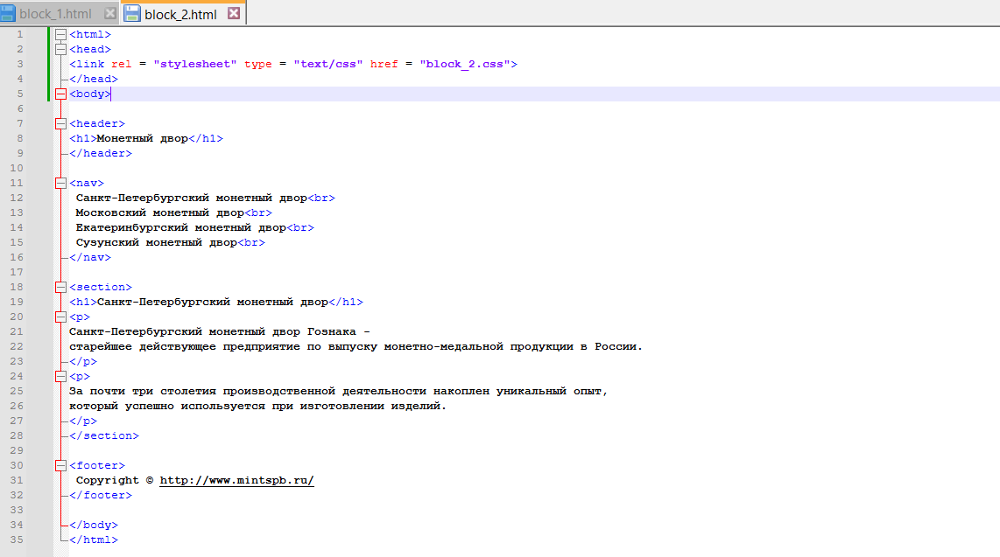 block_1.html block_2.html
1 <html>
2 <head>
3 <link rel = "stylesheet" type = "text/css" href = "block_2.css">
4 </head>
5 <body>
6
7 <header>
8 <h1>Монетный двор</h1>
9 </header>
10
11 <nav>
12 Санкт-Петербургский монетный двор<br>
13 Московский монетный двор<br>
14 Екатеринбургский монетный двор<br>
15 Сузунский монетный двор<br>
16 </nav>
17
18 <section>
19 <h1>Санкт-Петербургский монетный двор</h1>
20 <p>
21 Санкт-Петербургский монетный двор Гознака -
22 старейшее действующее предприятие по выпуску монетно-медальной продукции в России.
23 </p>
24 <p>
25 За почти три столетия производственной деятельности накоплен уникальный опыт,
26 который успешно используется при изготовлении изделий.
27 </p>
28 </section>
29
30 <footer>
31 Copyright © http://www.mintspb.ru/
32 </footer>
33
34 </body>
35 </html>